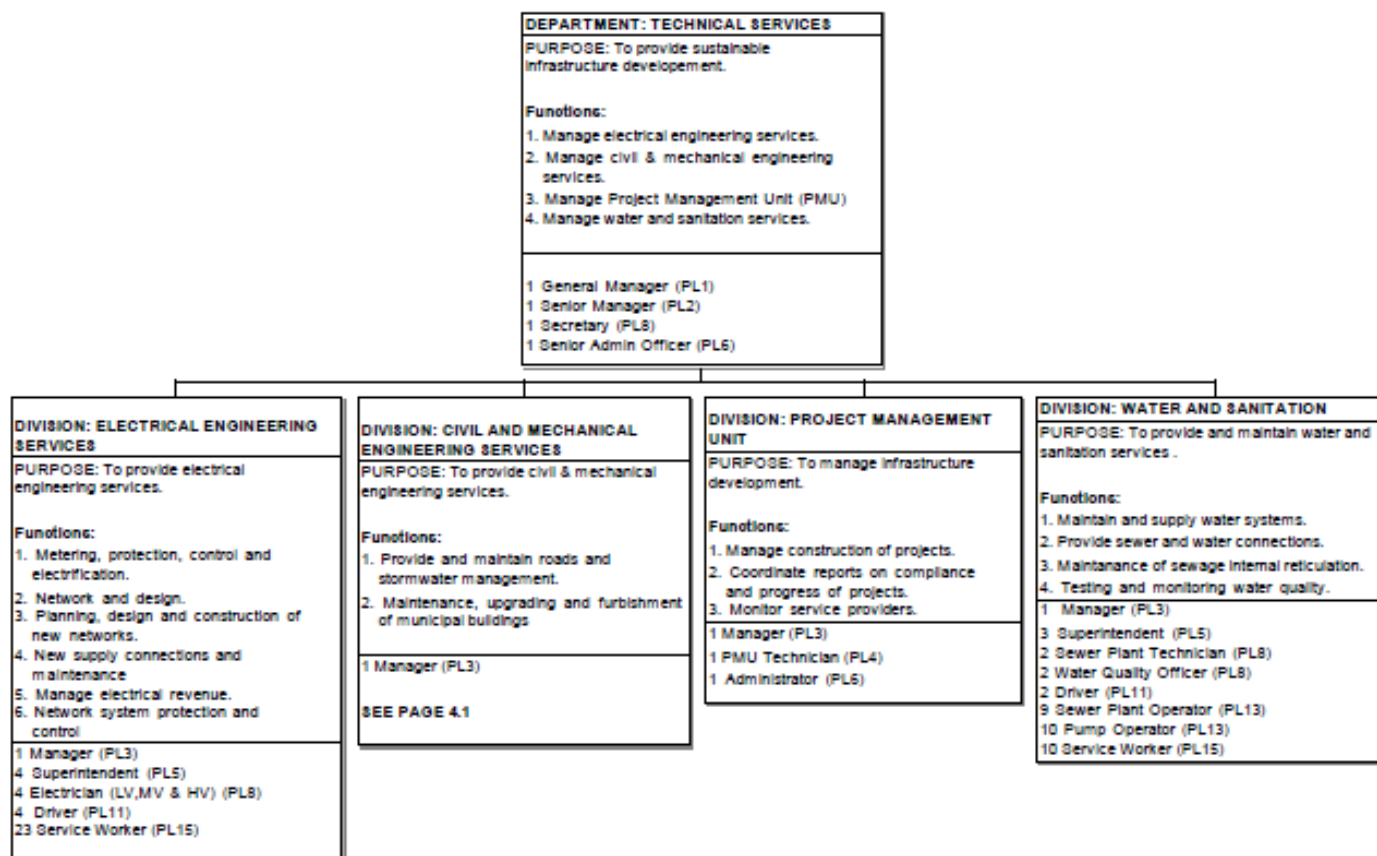 DEPARTMENT: TECHNICAL SERVICES
PURPOSE: To provide sustainable
infrastructure developement.
Functions:
1. Manage electrical engineering services.
2. Manage civil & mechanical engineering
services.
3. Manage Project Management Unit (PMU)
4. Manage water and sanitation services.
1 General Manager (PL1)
1 Senior Manager (PL2)
1 Secretary (PL8)
1 Senior Admin Officer (PL6)
DIVISION: ELECTRICAL ENGINEERING
SERVICES
PURPOSE: To provide electrical
engineering services.
Functions:
1. Metering, protection, control and
electrification.
2. Network and design.
3. Planning, design and construction of
new networks.
4. New supply connections and
maintenance
5. Manage electrical revenue.
6. Network system protection and
control
1 Manager (PL3)
4 Superintendent (PL5)
4 Electrician (LV,MV & HV) (PL8)
4 Driver (PL11)
23 Service Worker (PL15)
DIVISION: CIVIL AND MECHANICAL
ENGINEERING SERVICES
PURPOSE: To provide civil & mechanical
engineering services.
Functions:
1. Provide and maintain roads and
stormwater management.
2. Maintenance, upgrading and furbishment
of municipal buildings
1 Manager (PL3)
SEE PAGE 4.1
DIVISION: PROJECT MANAGEMENT
UNIT
PURPOSE: To manage infrastructure
development.
Functions:
1. Manage construction of projects.
2. Coordinate reports on compliance
and progress of projects.
3. Monitor service providers.
1 Manager (PL3)
1 PMU Technician (PL4)
1 Administrator (PL6)
DIVISION: WATER AND SANITATION
PURPOSE: To provide and maintain water and
sanitation services .
Functions:
1. Maintain and supply water systems.
2. Provide sewer and water connections.
3. Maintanance of sewage internal reticulation.
4. Testing and monitoring water quality.
1 Manager (PL3)
3 Superintendent (PL5)
2 Sewer Plant Technician (PL8)
2 Water Quality Officer (PL8)
2 Driver (PL11)
9 Sewer Plant Operator (PL13)
10 Pump Operator (PL13)
10 Service Worker (PL15)